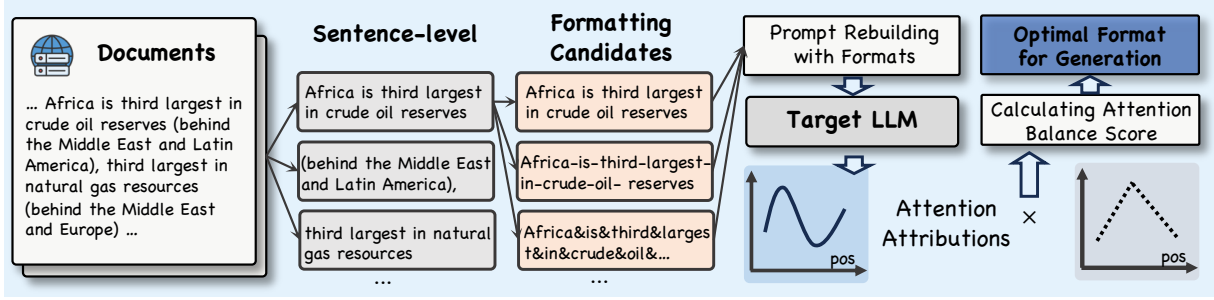 Documents
... Africa is third largest in
crude oil reserves (behind
the Middle East and Latin
America), third largest in
natural gas resources
(behind the Middle East
and Europe) ...
Sentence-level
Africa is third largest
in crude oil reserves
(behind the Middle East
and Latin America),
third largest in natural
gas resources
...
Formatting
Candidates
Africa is third largest
in crude oil reserves
Africa-is-third-largest-
in-crude-oil- reserves
Africa&is&third&larges
t&in&crude&oil&...
...
Prompt Rebuilding
with Formats
Target LLM
pos
Attention
Attributions
×
pos
Calculating Attention
Balance Score
Optimal Format
for Generation